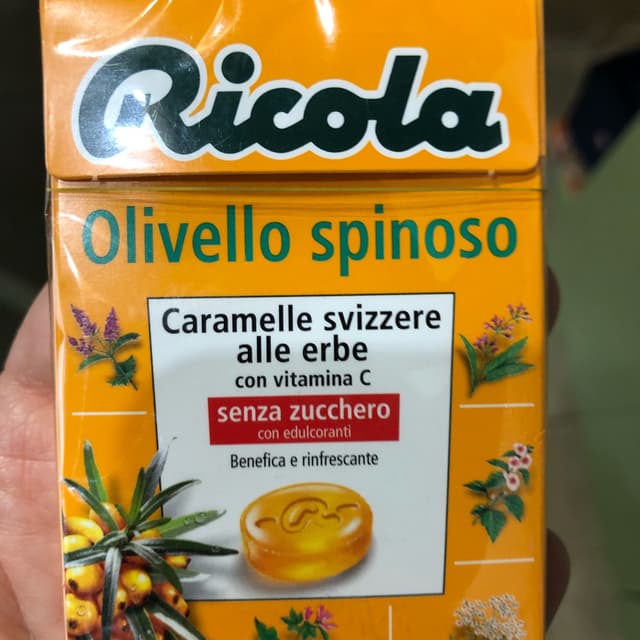 Ricola
Olivello spinoso
Caramelle svizzere
alle erbe
con vitamina C
senza zucchero
con edulcoranti
Benefica e rinfrescante